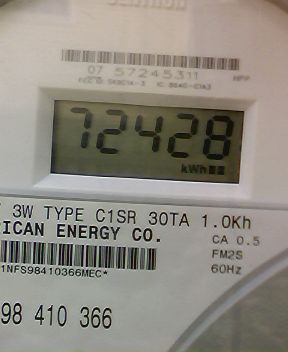 07 57245311
72428
kWh
3W TYPE C1SR 30TA 1.0Kh
RICAN ENERGY CO.
CA 0.5
FM2S
60Hz
1NFS98410366MEC*
98 410 366